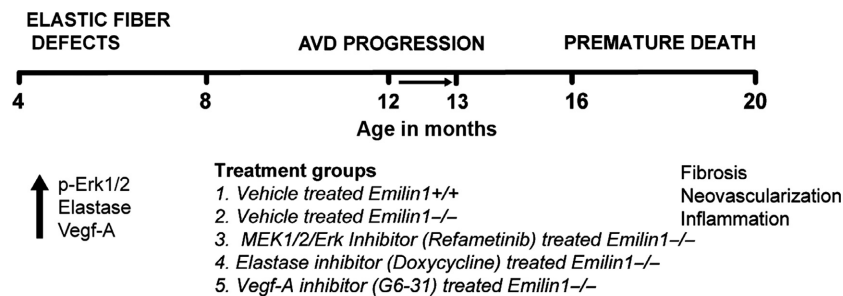 ELASTIC FIBER
DEFECTS
AVD PROGRESSION
PREMATURE DEATH
4 8 12 13 16 20
Age in months
p-Erk1/2
Elastase
Vegf-A
Treatment groups
1. Vehicle treated Emilin1+/+
2. Vehicle treated Emilin1–/–
3. MEK1/2/Erk Inhibitor (Refametinib) treated Emilin1–/–
4. Elastase inhibitor (Doxycycline) treated Emilin1–/–
5. Vegf-A inhibitor (G6-31) treated Emilin1–/–
Fibrosis
Neovascularization
Inflammation